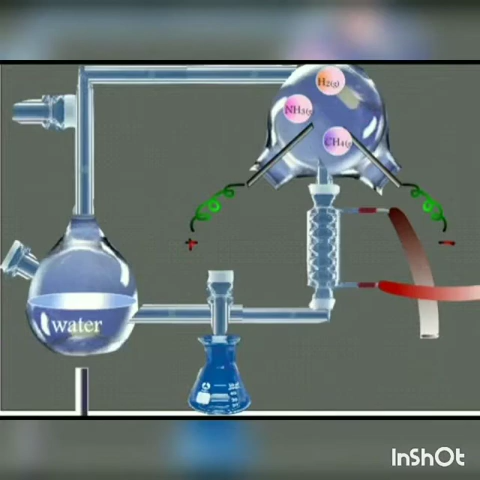 H₂(g)
NH₃(g
CH₄(g)
+
-
water
InShOt